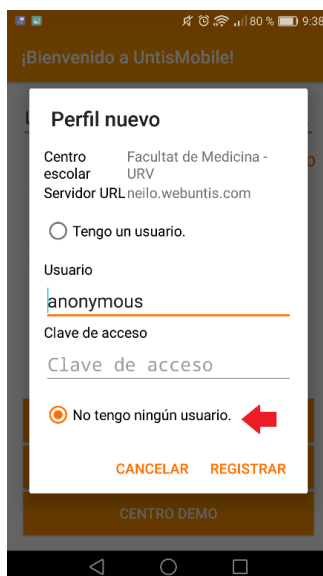 80 % 9:38
¡Bienvenido a UntisMobile!
Perfil nuevo
Centro escolar Facultat de Medicina - URV
Servidor URL neilo.webuntis.com
Tengo un usuario.
Usuario
anonymous
Clave de acceso
Clave de acceso
No tengo ningún usuario.
CANCELAR REGISTRAR
CENTRO DEMO